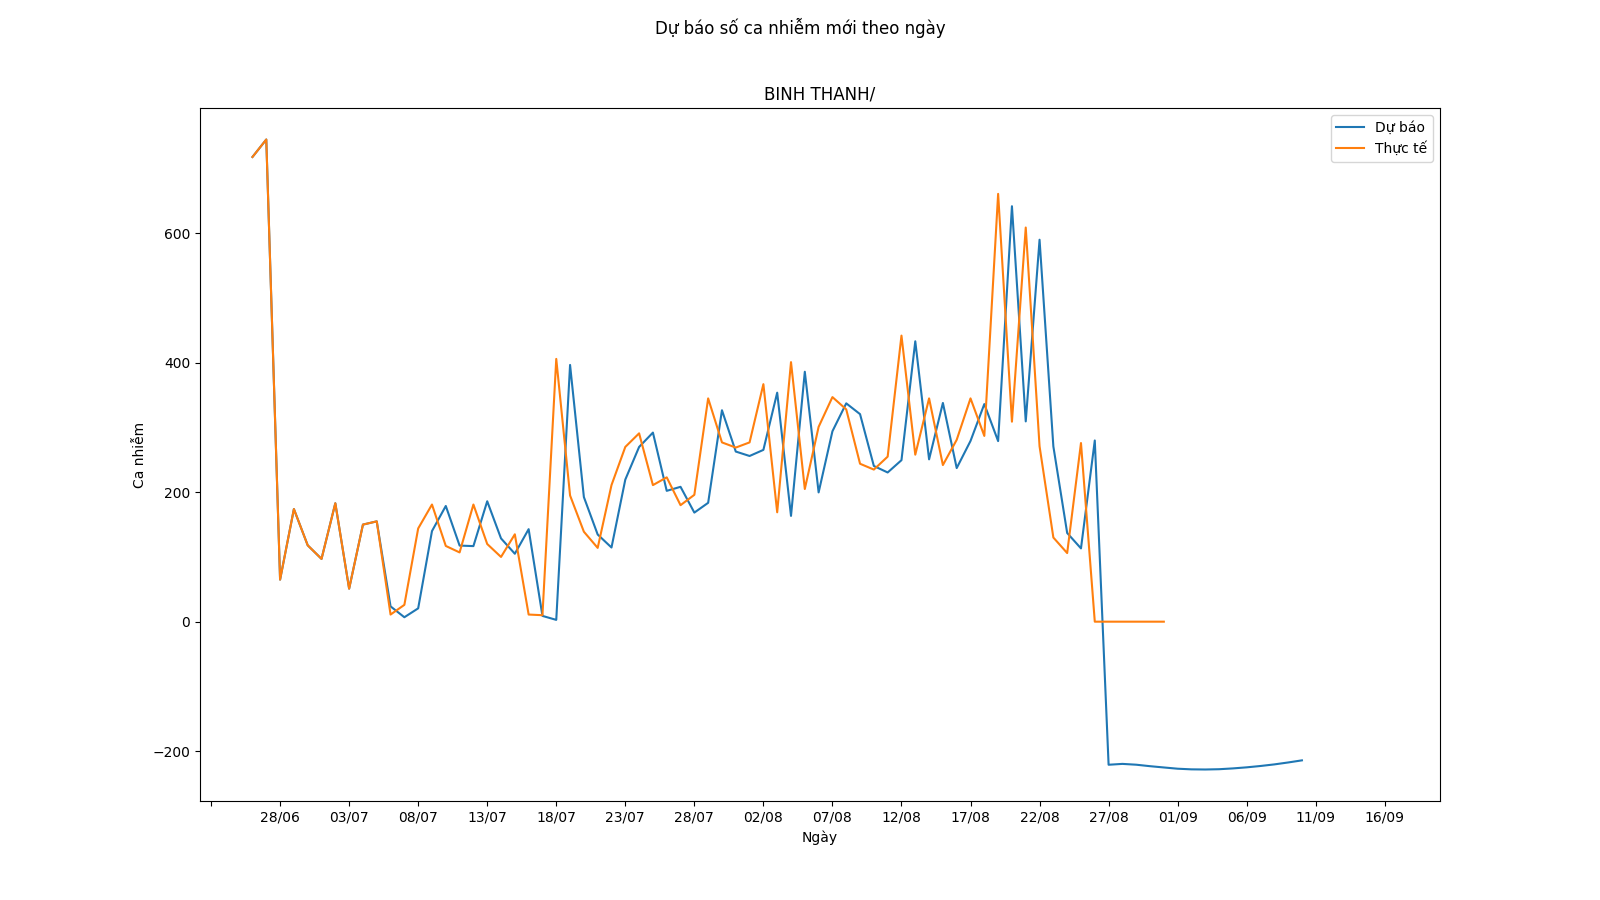 Dự báo số ca nhiễm mới theo ngày
BINH THANH/
Dự báo
Thực tế
600
400
200
0
−200
Ca nhiễm
28/06 03/07 08/07 13/07 18/07 23/07 28/07 02/08 07/08 12/08 17/08 22/08 27/08 01/09 06/09 11/09 16/09
Ngày